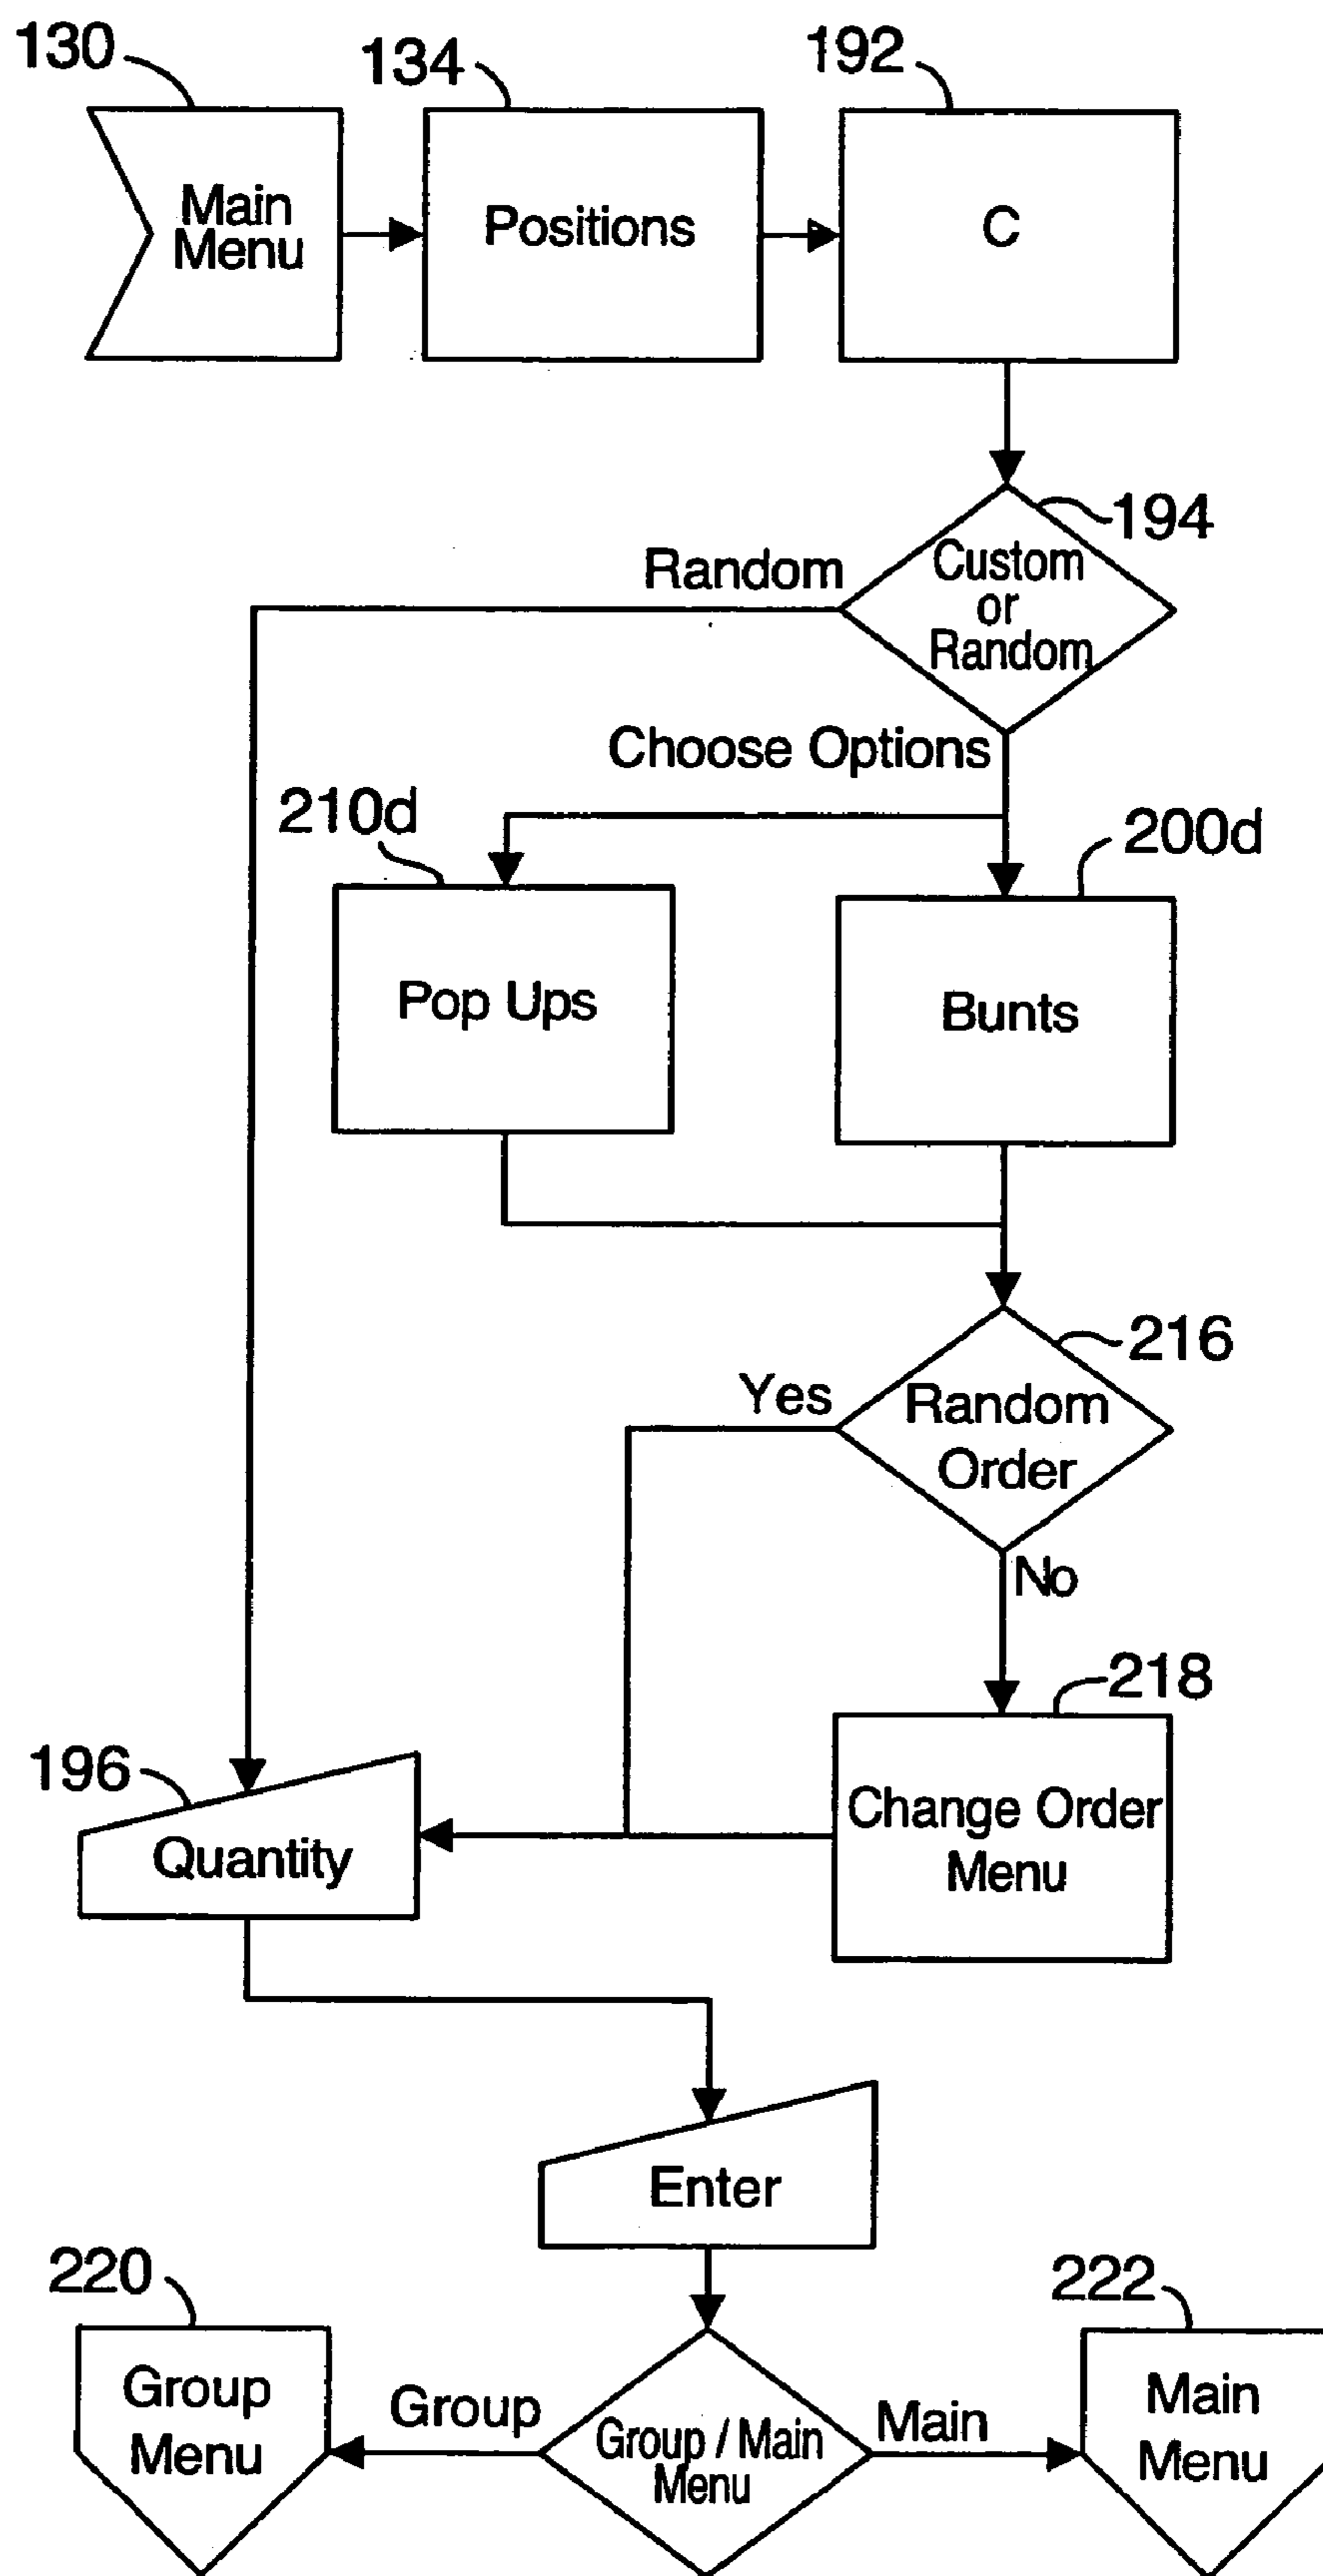 130
134
192
Main
Menu
Positions
C
194
Custom
or
Random
Random
Choose Options
210d
200d
Pop Ups
Bunts
216
Yes
Random
Order
No
218
196
Change Order
Menu
Quantity
Enter
220
222
Group
Menu
Group
Group / Main
Menu
Main
Main
Menu